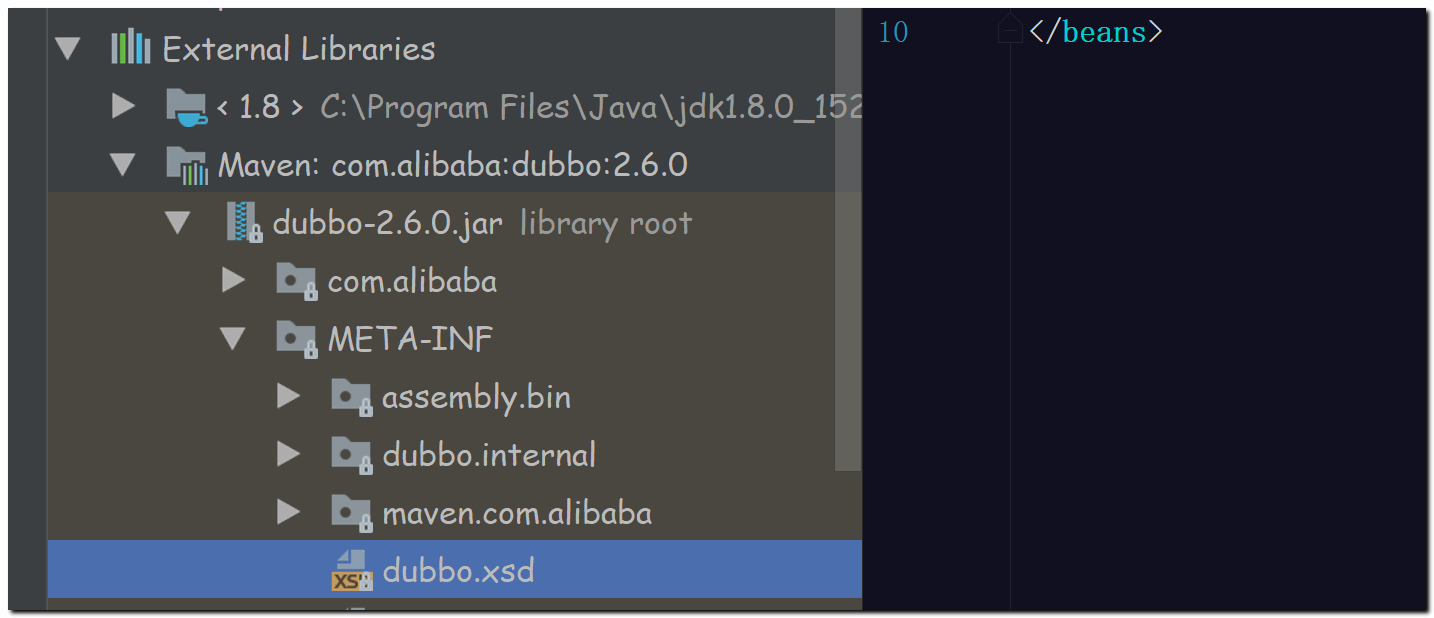 External Libraries
< 1.8 > C:\Program Files\Java\jdk1.8.0_152
Maven: com.alibaba:dubbo:2.6.0
dubbo-2.6.0.jar library root
com.alibaba
META-INF
assembly.bin
dubbo.internal
maven.com.alibaba
XSD dubbo.xsd
10 </beans>